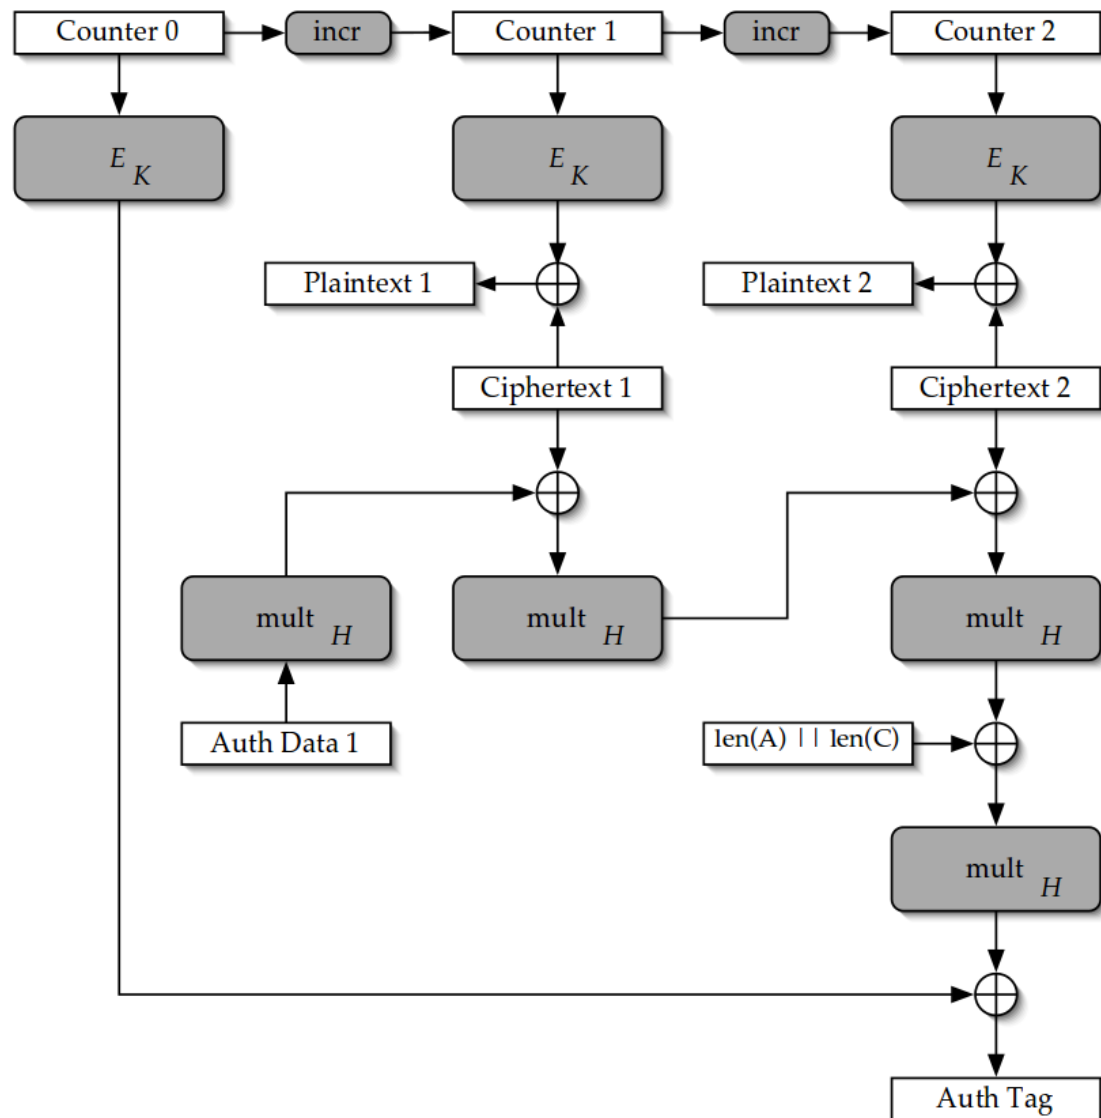 Counter 0
incr
Counter 1
incr
Counter 2
E K
E K
E K
Plaintext 1
Plaintext 2
Ciphertext 1
Ciphertext 2
mult H
mult H
mult H
Auth Data 1
len(A) || len(C)
mult H
Auth Tag